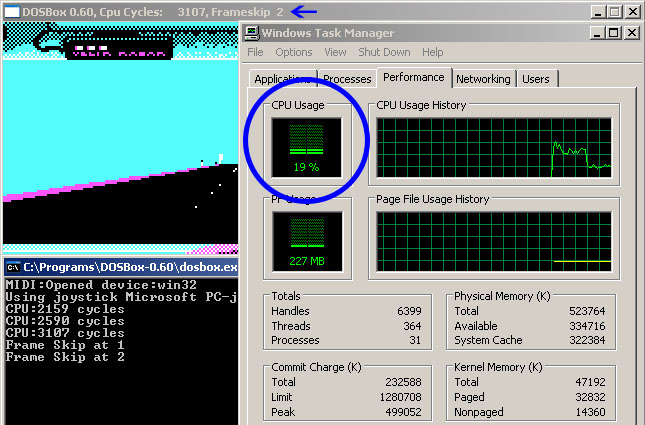 DOSBox 0.60, Cpu Cycles: 3107, Frameskip 2
Windows Task Manager
File Options View Shut Down Help
Applications Processes Performance Networking Users
CPU Usage
CPU Usage History
19 %
PF Usage
Page File Usage History
227 MB
C:\Programs\DOSBox-0.60\dosbox.ex
MIDI:Opened device:win32
Using joystick Microsoft PC-j
CPU:2159 cycles
CPU:2590 cycles
CPU:3107 cycles
Frame Skip at 1
Frame Skip at 2
Totals
Handles 6399
Threads 364
Processes 31
Physical Memory (K)
Total 523764
Available 334716
System Cache 322384
Commit Charge (K)
Total 232588
Limit 1280708
Peak 499052
Kernel Memory (K)
Total 47192
Paged 32832
Nonpaged 14360